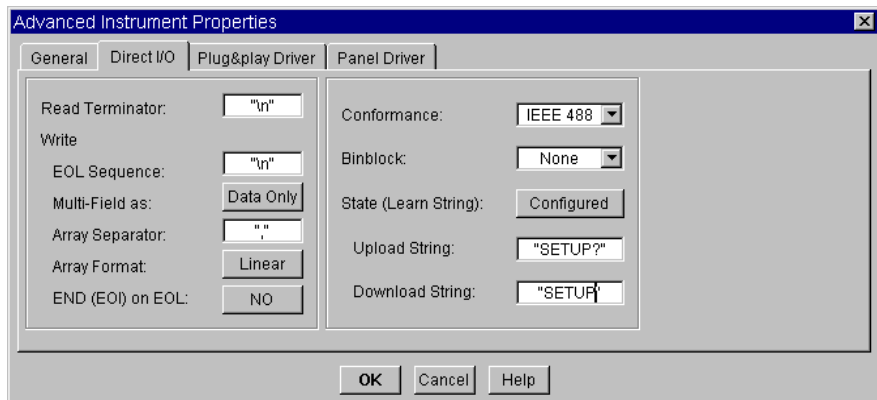 Advanced Instrument Properties
General Direct I/O Plug&play Driver Panel Driver
Read Terminator: "\n"
Write
EOL Sequence: "\n"
Multi-Field as: Data Only
Array Separator: ","
Array Format: Linear
END (EOI) on EOL: NO
Conformance: IEEE 488
Binblock: None
State (Learn String): Configured
Upload String: "SETUP?"
Download String: "SETUP"
OK Cancel Help